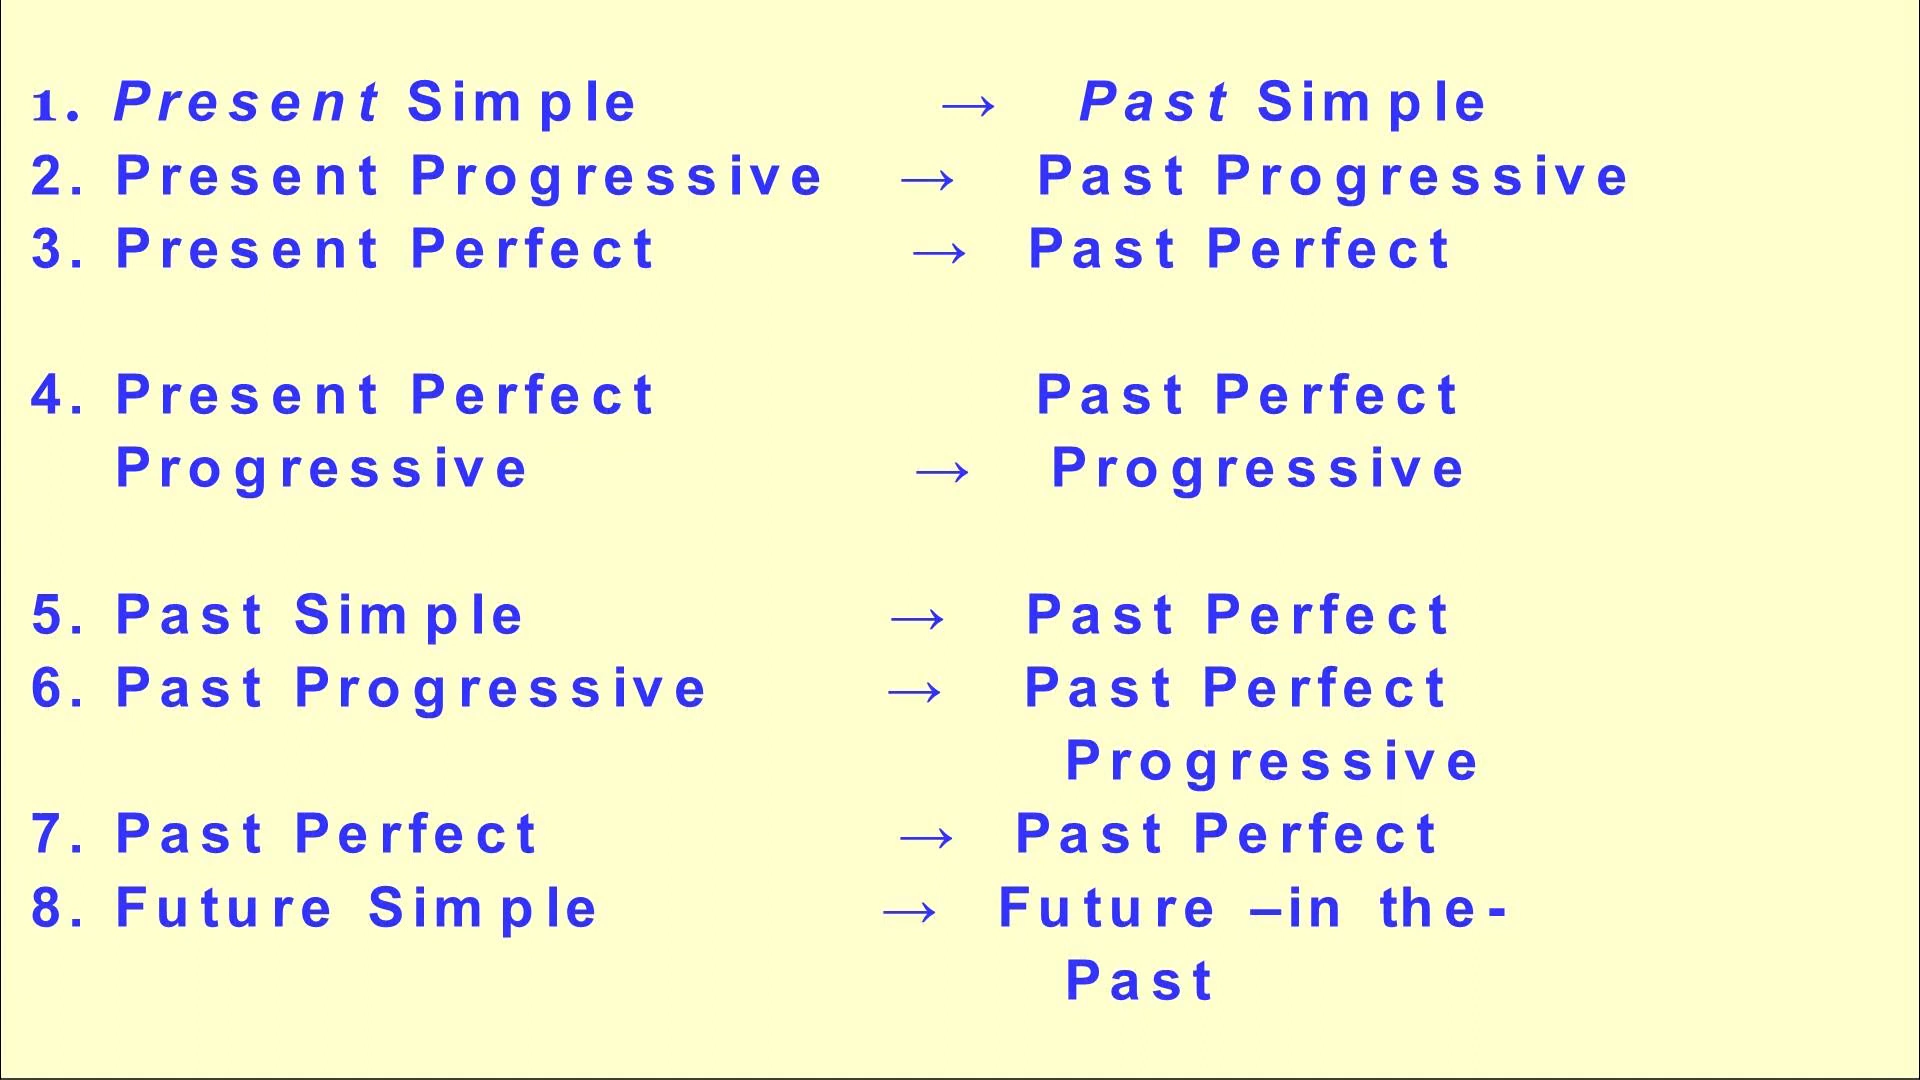 1. Present Simple → Past Simple
2. Present Progressive → Past Progressive
3. Present Perfect → Past Perfect
4. Present Perfect Past Perfect
Progressive → Progressive
5. Past Simple → Past Perfect
6. Past Progressive → Past Perfect
Progressive
7. Past Perfect → Past Perfect
8. Future Simple → Future –in the-
Past